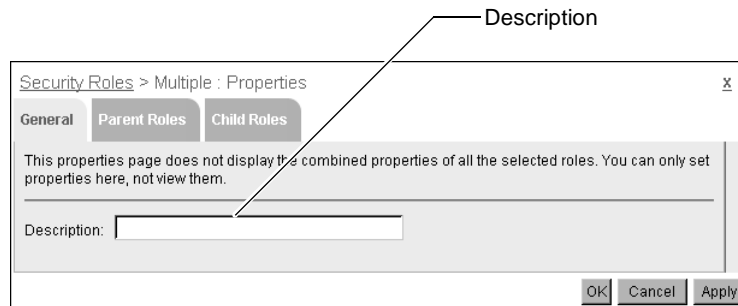 Description
Security Roles > Multiple : Properties
x
General Parent Roles Child Roles
This properties page does not display the combined properties of all the selected roles. You can only set
properties here, not view them.
Description:
OK Cancel Apply